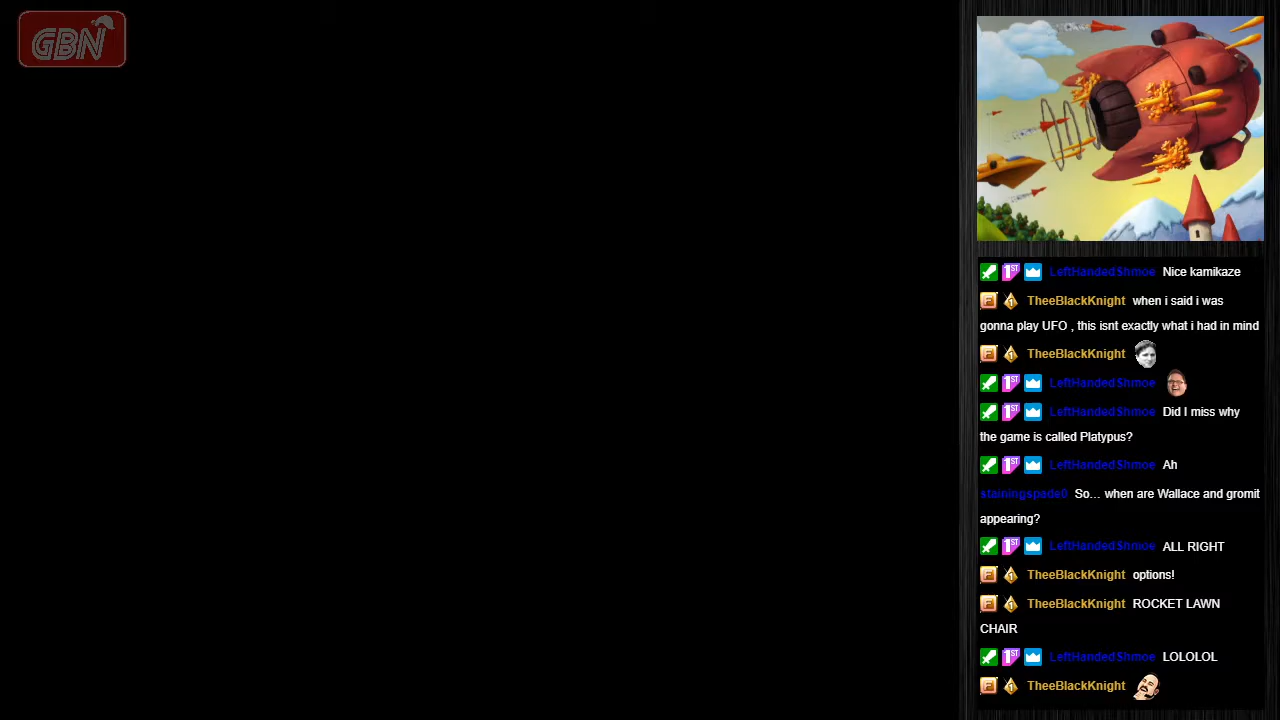 GBN
LeftHandedShmoe Nice kamikaze
TheeBlackKnight when i said i was
gonna play UFO , this isnt exactly what i had in mind
TheeBlackKnight
LeftHandedShmoe
LeftHandedShmoe Did I miss why
the game is called Platypus?
LeftHandedShmoe Ah
stainingspade0 So... when are Wallace and gromit
appearing?
LeftHandedShmoe ALL RIGHT
TheeBlackKnight options!
TheeBlackKnight ROCKET LAWN
CHAIR
LeftHandedShmoe LOLOLOL
TheeBlackKnight